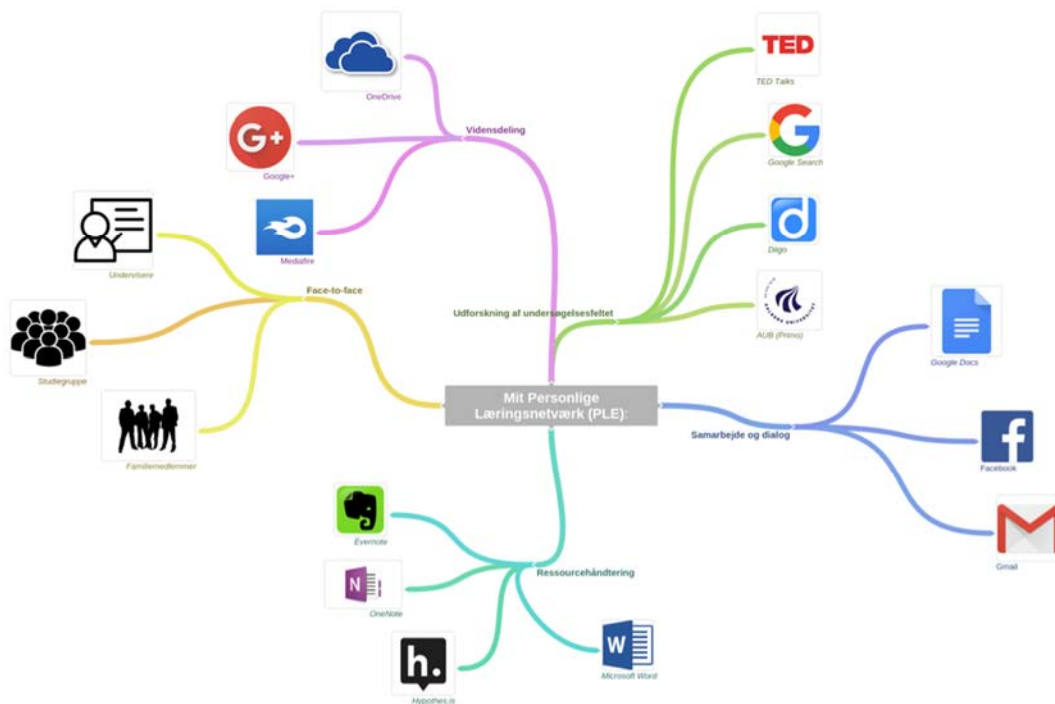 OneDrive
G+
Google+
Mediafire
Vidensdeling
TED
TED Talks
G
Google Search
d
Diigo
AUB (Primo)
Udforskning af undersøgelsesfeltet
Undervisere
Studiegruppe
Familiemedlemmer
Face-to-face
Mit Personlige
Læringsnetværk (PLE):
Google Docs
f
Facebook
Gmail
Samarbejde og dialog
Evernote
N
OneNote
h.
Hypothes.is
W
Microsoft Word
Ressourcehåndtering